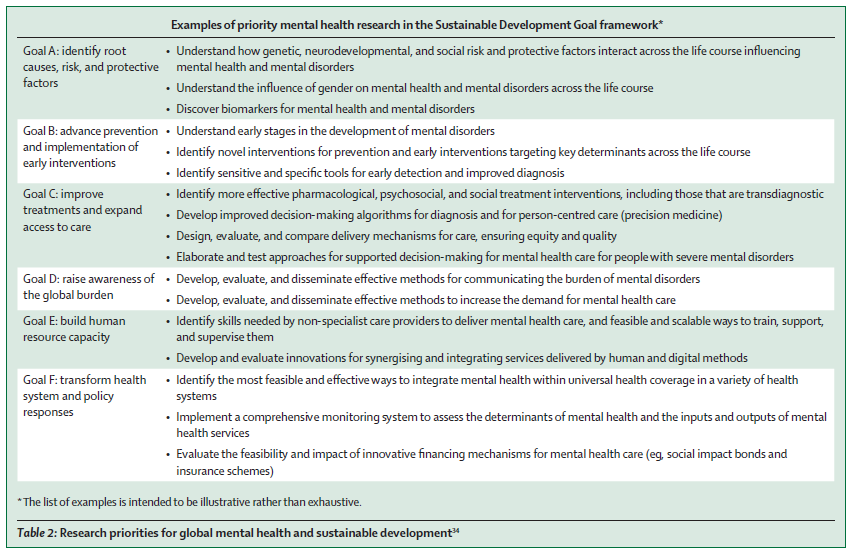 Examples of priority mental health research in the Sustainable Development Goal framework*
Goal A: identify root
causes, risk, and protective
factors
• Understand how genetic, neurodevelopmental, and social risk and protective factors interact across the life course influencing
mental health and mental disorders
• Understand the influence of gender on mental health and mental disorders across the life course
• Discover biomarkers for mental health and mental disorders
Goal B: advance prevention
and implementation of
early interventions
• Understand early stages in the development of mental disorders
• Identify novel interventions for prevention and early interventions targeting key determinants across the life course
• Identify sensitive and specific tools for early detection and improved diagnosis
Goal C: improve
treatments and expand
access to care
• Identify more effective pharmacological, psychosocial, and social treatment interventions, including those that are transdiagnostic
• Develop improved decision-making algorithms for diagnosis and for person-centred care (precision medicine)
• Design, evaluate, and compare delivery mechanisms for care, ensuring equity and quality
• Elaborate and test approaches for supported decision-making for mental health care for people with severe mental disorders
Goal D: raise awareness of
the global burden
• Develop, evaluate, and disseminate effective methods for communicating the burden of mental disorders
• Develop, evaluate, and disseminate effective methods to increase the demand for mental health care
Goal E: build human
resource capacity
• Identify skills needed by non-specialist care providers to deliver mental health care, and feasible and scalable ways to train, support,
and supervise them
• Develop and evaluate innovations for synergising and integrating services delivered by human and digital methods
Goal F: transform health
system and policy
responses
• Identify the most feasible and effective ways to integrate mental health within universal health coverage in a variety of health
systems
• Implement a comprehensive monitoring system to assess the determinants of mental health and the inputs and outputs of mental
health services
• Evaluate the feasibility and impact of innovative financing mechanisms for mental health care (eg, social impact bonds and
insurance schemes)
*The list of examples is intended to be illustrative rather than exhaustive.
Table 2: Research priorities for global mental health and sustainable development34